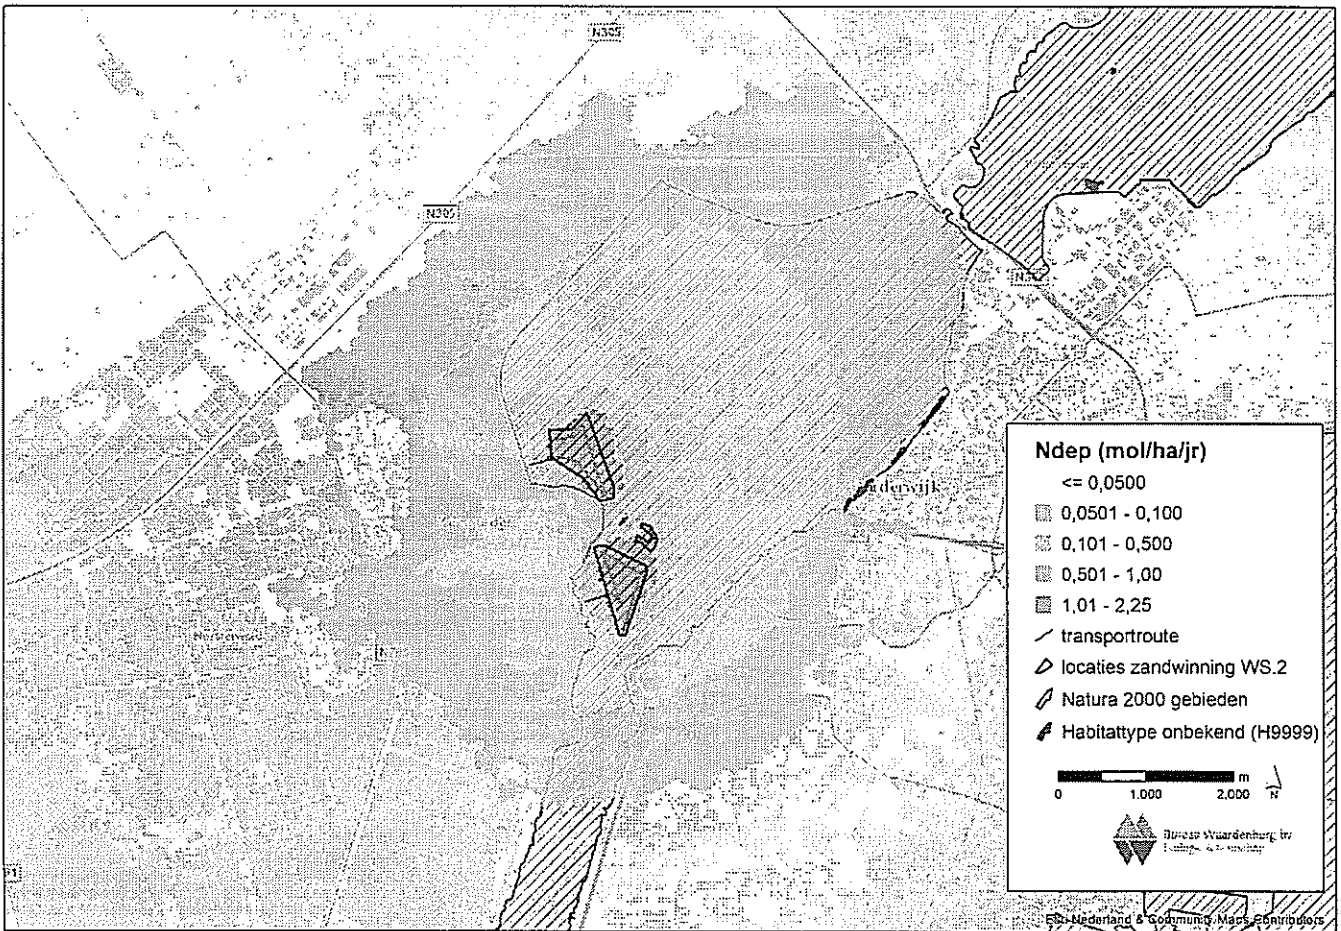 N305
N305
Ndep (mol/ha/jr)
<= 0,0500
0,0501 - 0,100
0,101 - 0,500
0,501 - 1,00
1,01 - 2,25
transportroute
locaties zandwinning WS.2
Natura 2000 gebieden
Habitattype onbekend (H9999)
m
0 1.000 2.000
N
Bureau Waardenburg bv
Esri Nederland & Community Maps Contributors